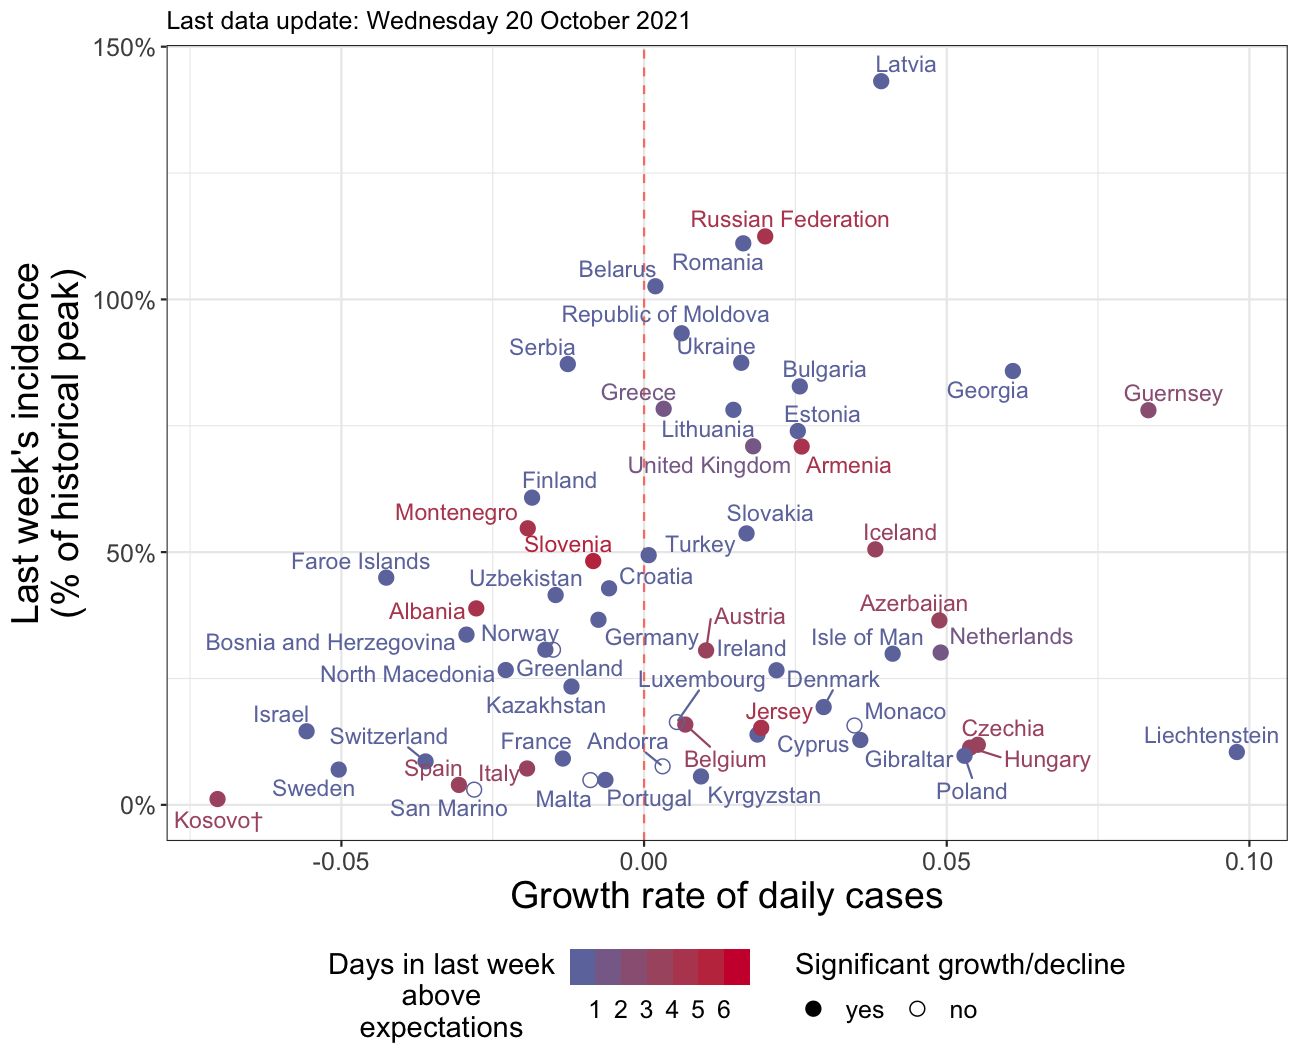 Last data update: Wednesday 20 October 2021
Last week's incidence
(% of historical peak)
150%
100%
50%
0%
Latvia
Russian Federation
Romania
Belarus
Republic of Moldova
Ukraine
Serbia
Bulgaria
Georgia
Guernsey
Greece
Estonia
Lithuania
United Kingdom
Armenia
Finland
Montenegro
Slovakia
Slovenia
Turkey
Iceland
Faroe Islands
Uzbekistan
Croatia
Albania
Azerbaijan
Austria
Bosnia and Herzegovina
Norway
Germany
Ireland
Isle of Man
Netherlands
North Macedonia
Greenland
Luxembourg
Denmark
Kazakhstan
Israel
Jersey
Monaco
Switzerland
France
Andorra
Cyprus
Czechia
Liechtenstein
Spain
Italy
Belgium
Gibraltar
Hungary
Sweden
San Marino
Malta
Portugal
Kyrgyzstan
Poland
Kosovo†
-0.05
0.00
0.05
0.10
Growth rate of daily cases
Days in last week
above
expectations
1 2 3 4 5 6
Significant growth/decline
yes
no